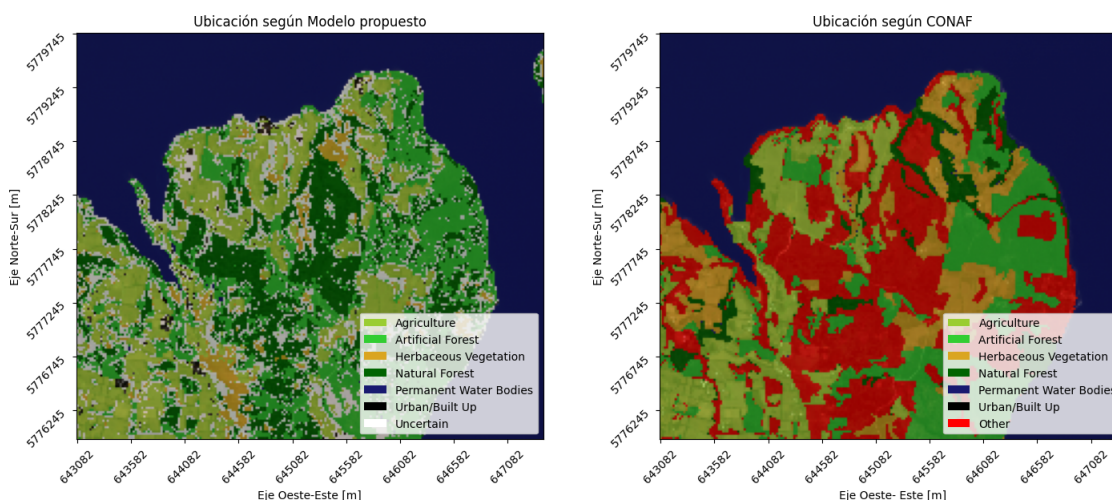 Ubicación según Modelo propuesto
5779745
5779245
5778745
5778245
5777745
5777245
5776745
5776245
Eje Norte-Sur [m]
Agriculture
Artificial Forest
Herbaceous Vegetation
Natural Forest
Permanent Water Bodies
Urban/Built Up
Uncertain
643082
643582
644082
644582
645082
645582
646082
646582
647082
Eje Oeste-Este [m]
Ubicación según CONAF
5779745
5779245
5778745
5778245
5777745
5777245
5776745
5776245
Eje Norte-Sur [m]
Agriculture
Artificial Forest
Herbaceous Vegetation
Natural Forest
Permanent Water Bodies
Urban/Built Up
Other
643082
643582
644082
644582
645082
645582
646082
646582
647082
Eje Oeste- Este [m]